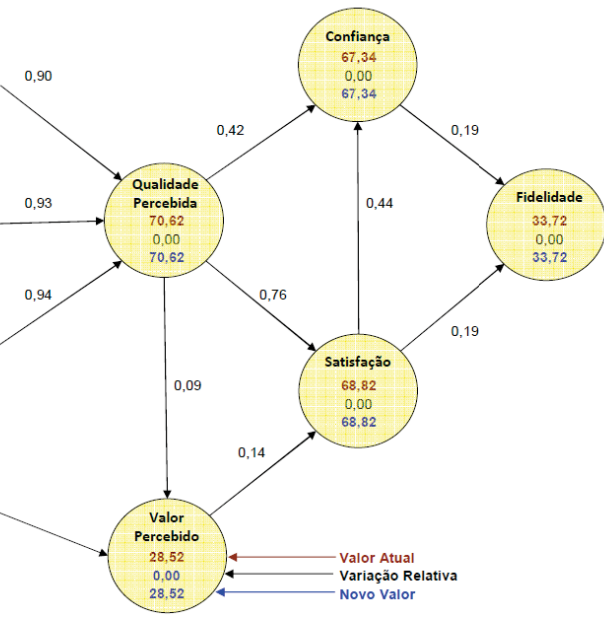 Confiança
67,34
0,00
67,34
0,90
0,42
0,19
Qualidade
Percebida
70,62
0,00
70,62
0,93
0,44
Fidelidade
33,72
0,00
33,72
0,94
0,76
0,19
Satisfação
68,82
0,00
68,82
0,09
0,14
Valor
Percebido
28,52
0,00
28,52
Valor Atual
Variação Relativa
Novo Valor